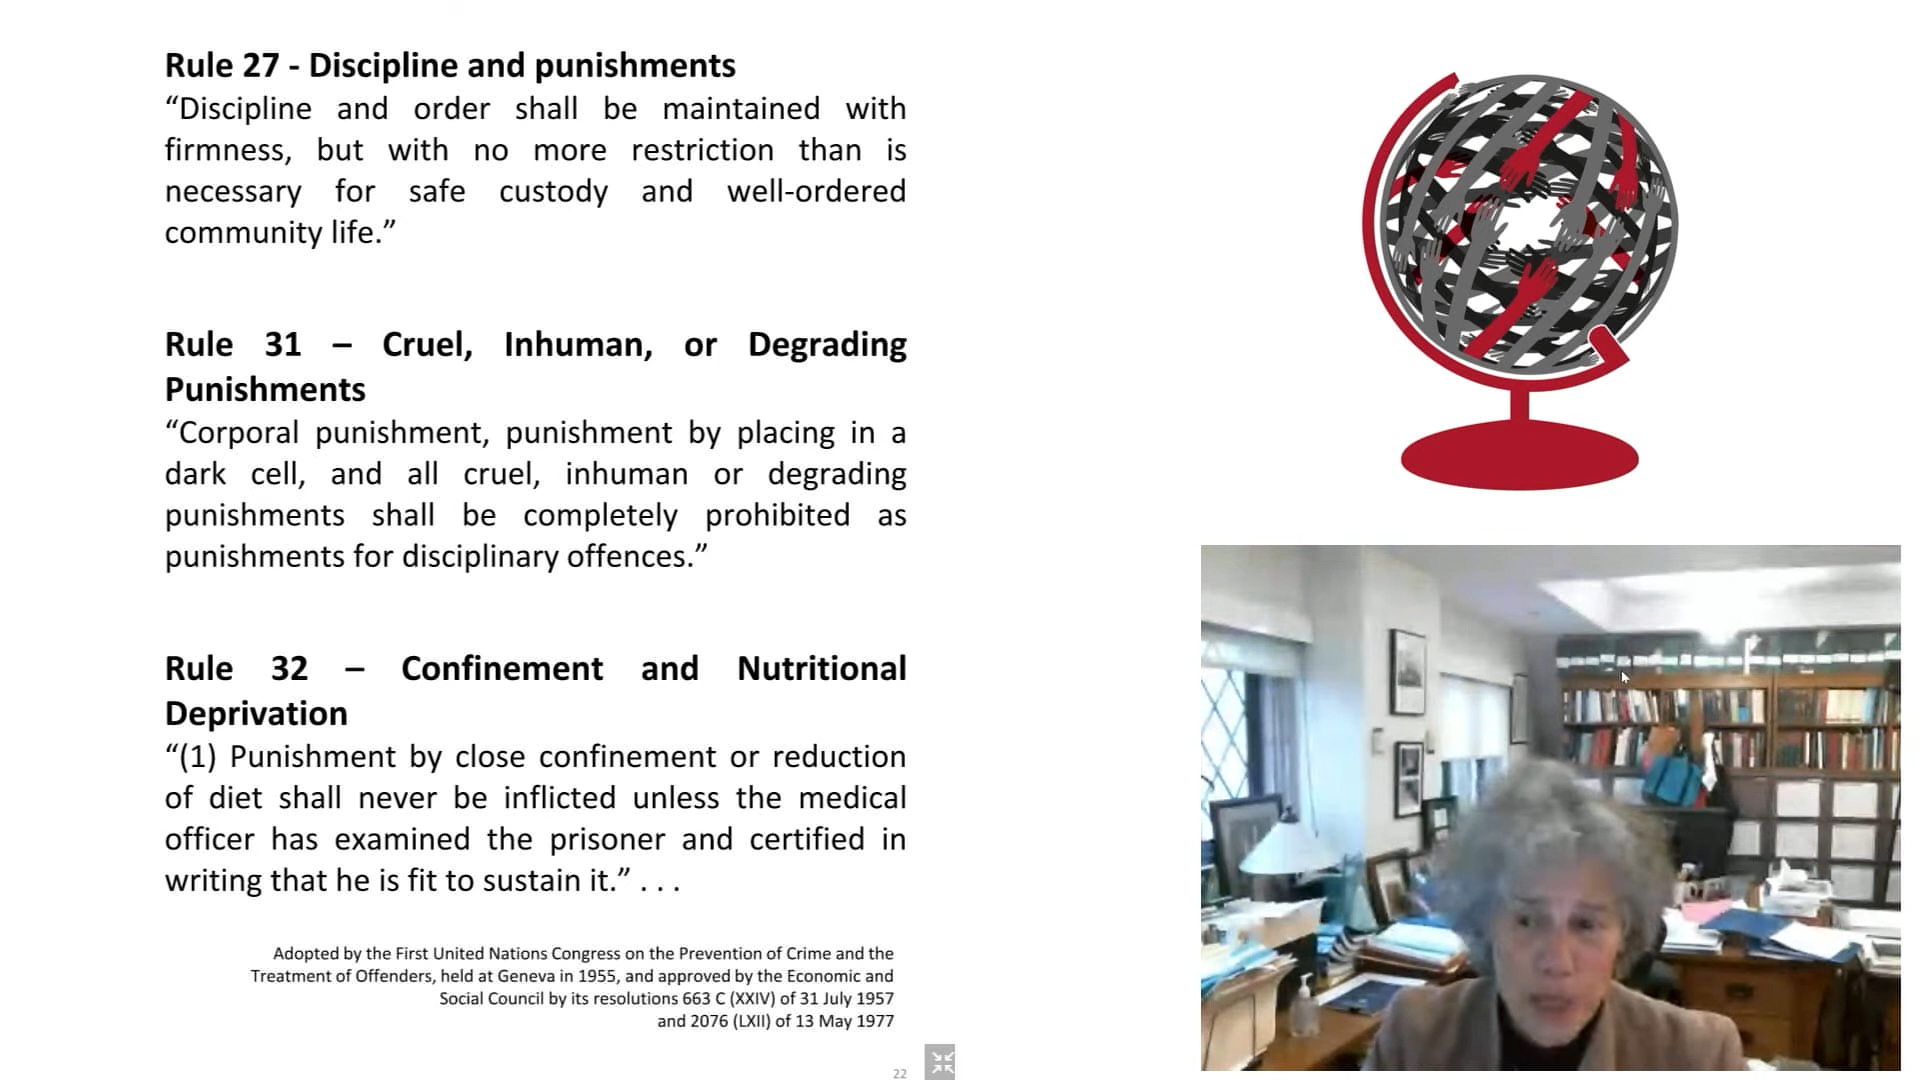 Rule 27 - Discipline and punishments
“Discipline and order shall be maintained with
firmness, but with no more restriction than is
necessary for safe custody and well-ordered
community life.”
Rule 31 – Cruel, Inhuman, or Degrading
Punishments
“Corporal punishment, punishment by placing in a
dark cell, and all cruel, inhuman or degrading
punishments shall be completely prohibited as
punishments for disciplinary offences.”
Rule 32 – Confinement and Nutritional
Deprivation
“(1) Punishment by close confinement or reduction
of diet shall never be inflicted unless the medical
officer has examined the prisoner and certified in
writing that he is fit to sustain it.” . . .
Adopted by the First United Nations Congress on the Prevention of Crime and the
Treatment of Offenders, held at Geneva in 1955, and approved by the Economic and
Social Council by its resolutions 663 C (XXIV) of 31 July 1957
and 2076 (LXII) of 13 May 1977
22